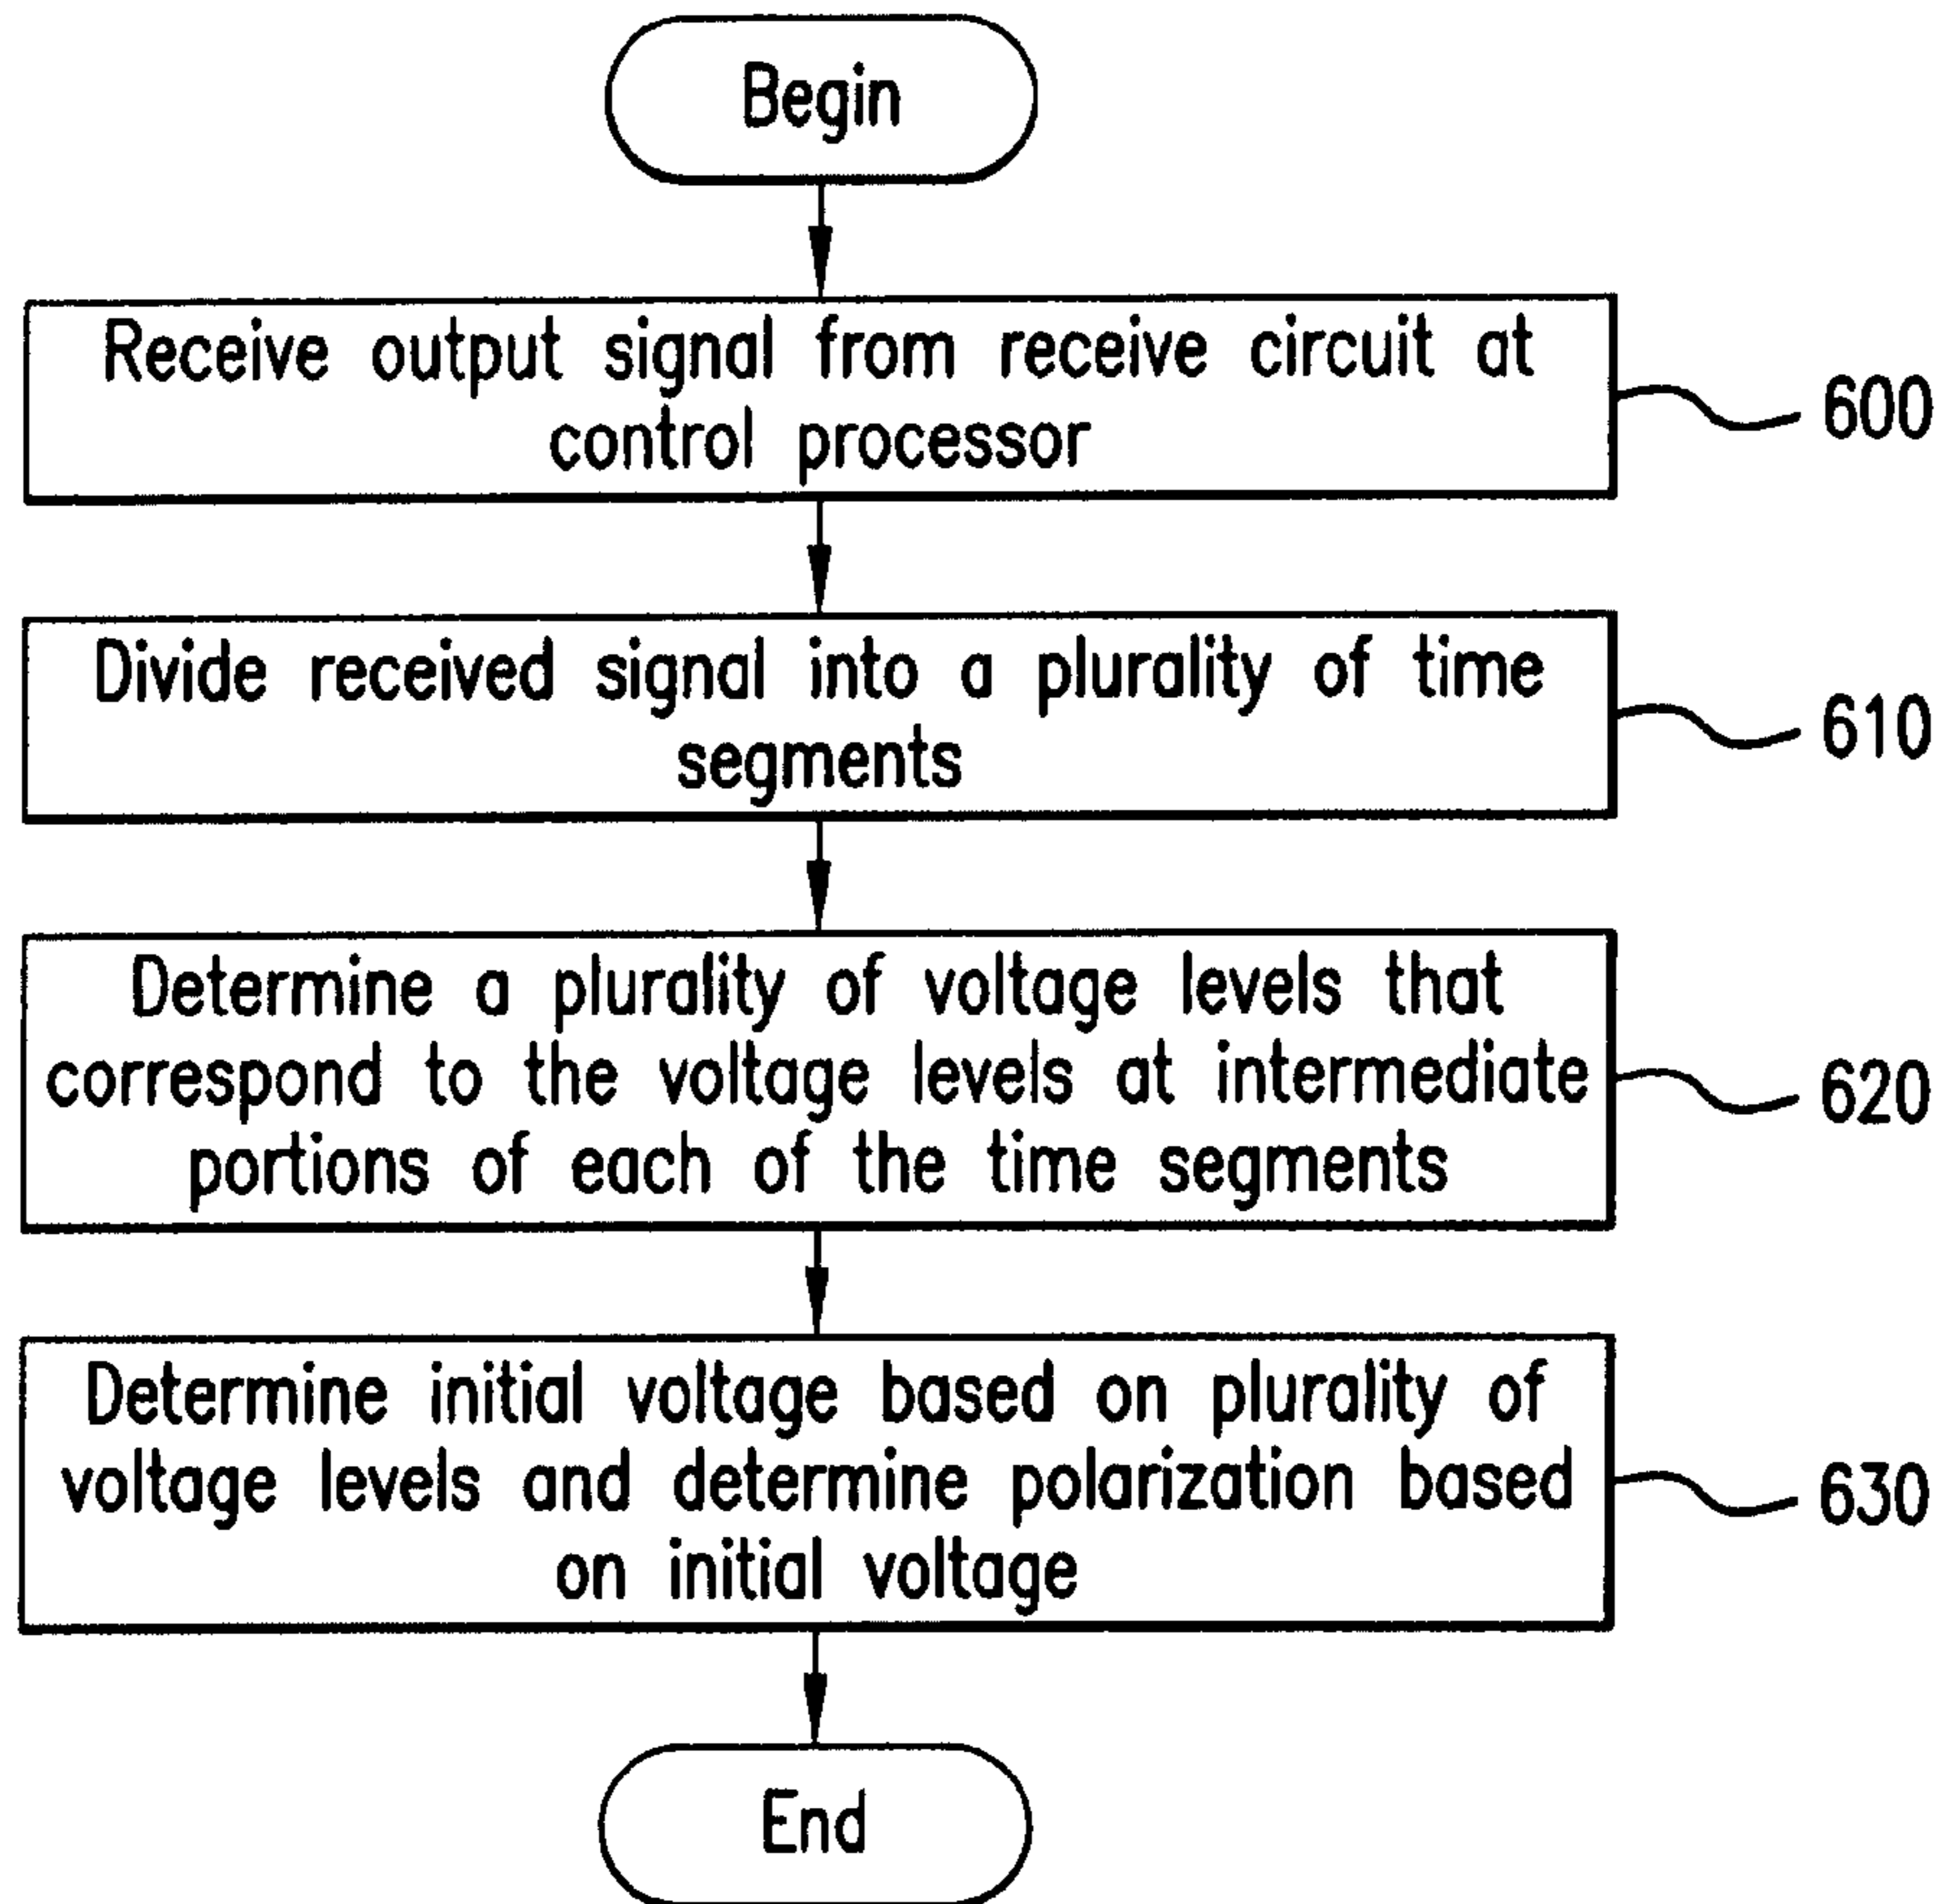 Begin
Receive output signal from receive circuit at
control processor
600
Divide received signal into a plurality of time
segments
610
Determine a plurality of voltage levels that
correspond to the voltage levels at intermediate
portions of each of the time segments
620
Determine initial voltage based on plurality of
voltage levels and determine polarization based
on initial voltage
630
End